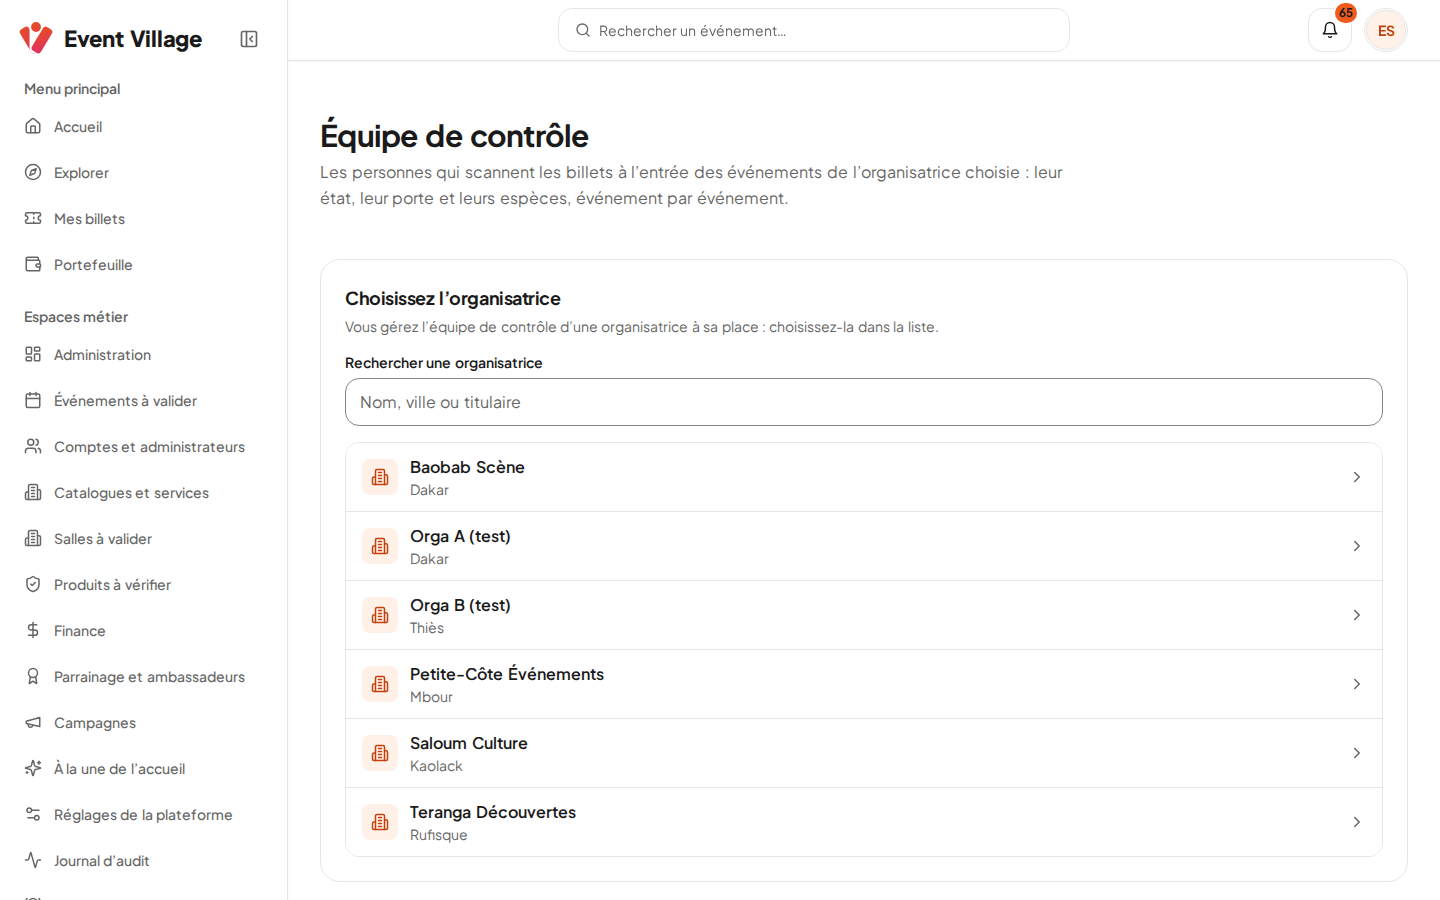 Event Village
Rechercher un événement...
65
ES
Menu principal
Accueil
Explorer
Mes billets
Portefeuille
Espaces métier
Administration
Événements à valider
Comptes et administrateurs
Catalogues et services
Salles à valider
Produits à vérifier
Finance
Parrainage et ambassadeurs
Campagnes
À la une de l’accueil
Réglages de la plateforme
Journal d’audit
Équipe de contrôle
Les personnes qui scannent les billets à l’entrée des événements de l’organisatrice choisie : leur
état, leur porte et leurs espèces, événement par événement.
Choisissez l’organisatrice
Vous gérez l’équipe de contrôle d’une organisatrice à sa place : choisissez-la dans la liste.
Rechercher une organisatrice
Nom, ville ou titulaire
Baobab Scène
Dakar
Orga A (test)
Dakar
Orga B (test)
Thiès
Petite-Côte Événements
Mbour
Saloum Culture
Kaolack
Teranga Découvertes
Rufisque